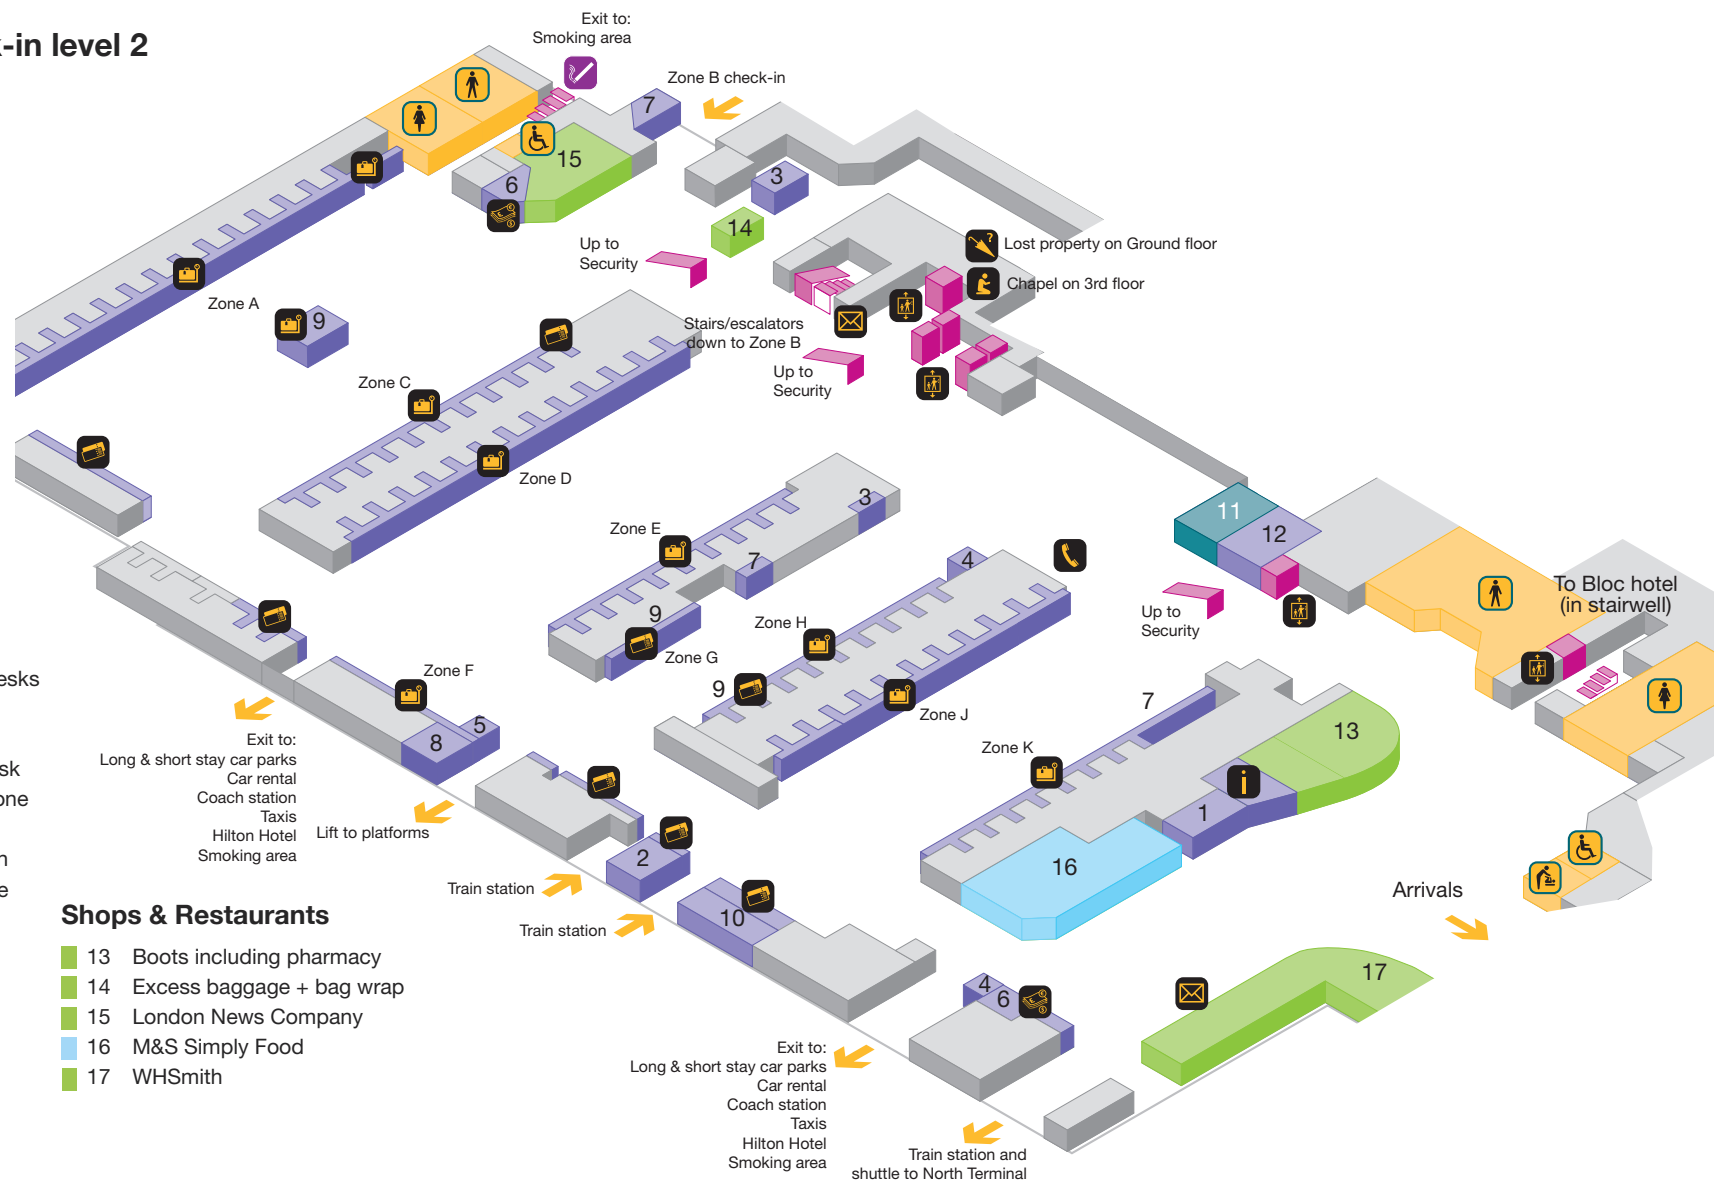 k-in level 2
Exit to:
Smoking area
Zone B check-in
7
15
6
3
14
Up to
Security
Lost property on Ground floor
Chapel on 3rd floor
Zone A
9
Stairs/escalators
down to Zone B
Up to
Security
Zone C
Zone D
Zone E
3
7
9
Zone G
4
Zone H
9
Zone J
11
12
Up to
Security
To Bloc hotel
(in stairwell)
Zone F
5
8
7
13
Zone K
i
1
16
esks
sk
one
n
e
Exit to:
Long & short stay car parks
Car rental
Coach station
Taxis
Hilton Hotel
Smoking area
Lift to platforms
2
Train station
Train station
10
Arrivals
17
4
6
Shops & Restaurants
13 Boots including pharmacy
14 Excess baggage + bag wrap
15 London News Company
16 M&S Simply Food
17 WHSmith
Exit to:
Long & short stay car parks
Car rental
Coach station
Taxis
Hilton Hotel
Smoking area
Train station and
shuttle to North Terminal